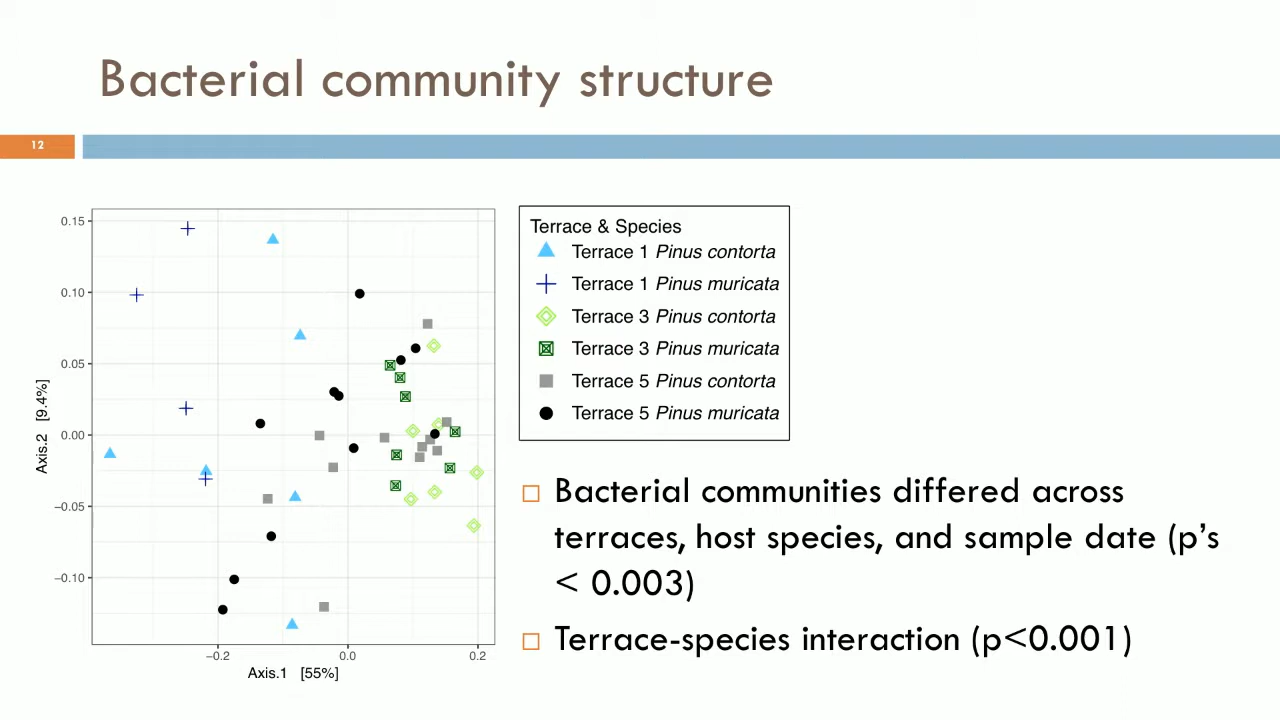 Bacterial community structure
12
0.15
0.10
0.05
0.00
−0.05
−0.10
Axis.2 [9.4%]
−0.2
0.0
0.2
Axis.1 [55%]
Terrace & Species
Terrace 1 Pinus contorta
Terrace 1 Pinus muricata
Terrace 3 Pinus contorta
Terrace 3 Pinus muricata
Terrace 5 Pinus contorta
Terrace 5 Pinus muricata
Bacterial communities differed across
terraces, host species, and sample date (p’s
< 0.003)
Terrace-species interaction (p<0.001)